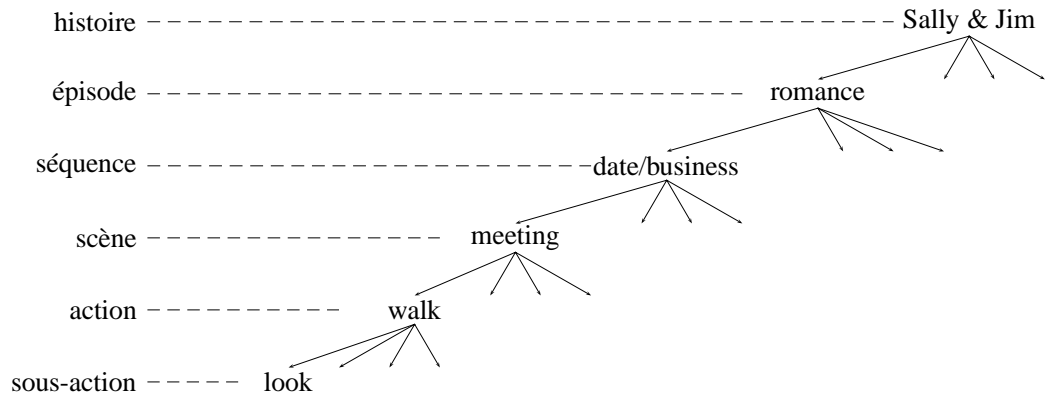 histoire Sally & Jim
épisode romance
séquence date/business
scène meeting
action walk
sous-action look